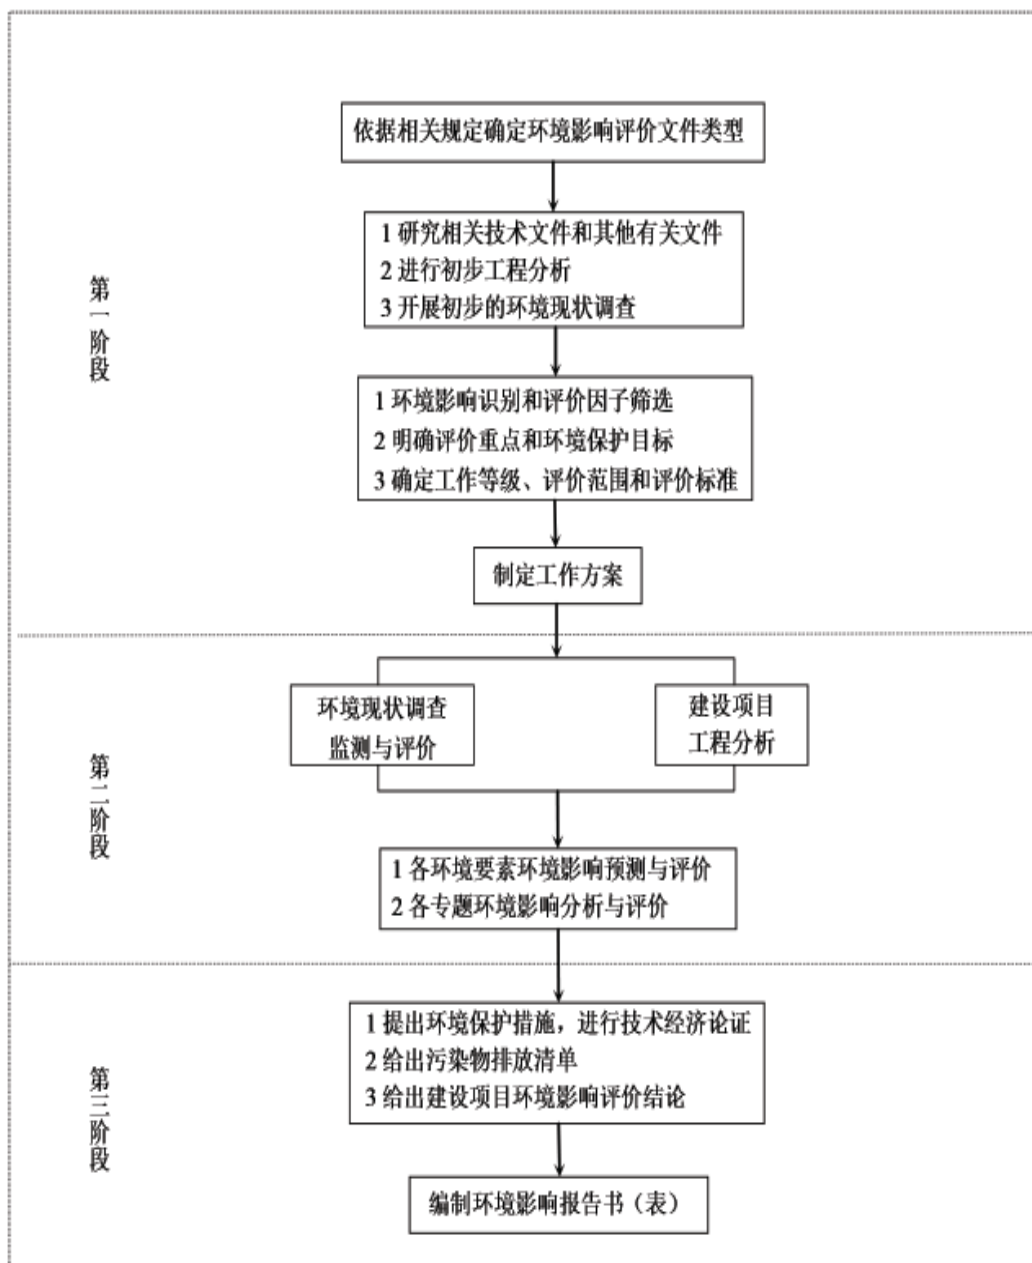 依据相关规定确定环境影响评价文件类型
1 研究相关技术文件和其他有关文件
2 进行初步工程分析
3 开展初步的环境现状调查
第一阶段
1 环境影响识别和评价因子筛选
2 明确评价重点和环境保护目标
3 确定工作等级、评价范围和评价标准
制定工作方案
环境现状调查
监测与评价
建设项目
工程分析
第二阶段
1 各环境要素环境影响预测与评价
2 各专题环境影响分析与评价
1 提出环境保护措施，进行技术经济论证
2 给出污染物排放清单
3 给出建设项目环境影响评价结论
第三阶段
编制环境影响报告书（表）